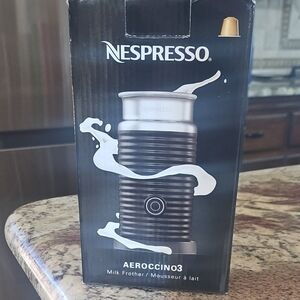 NESPRESSO®
AEROCCINO3
Milk Frother / Mousseur à lait